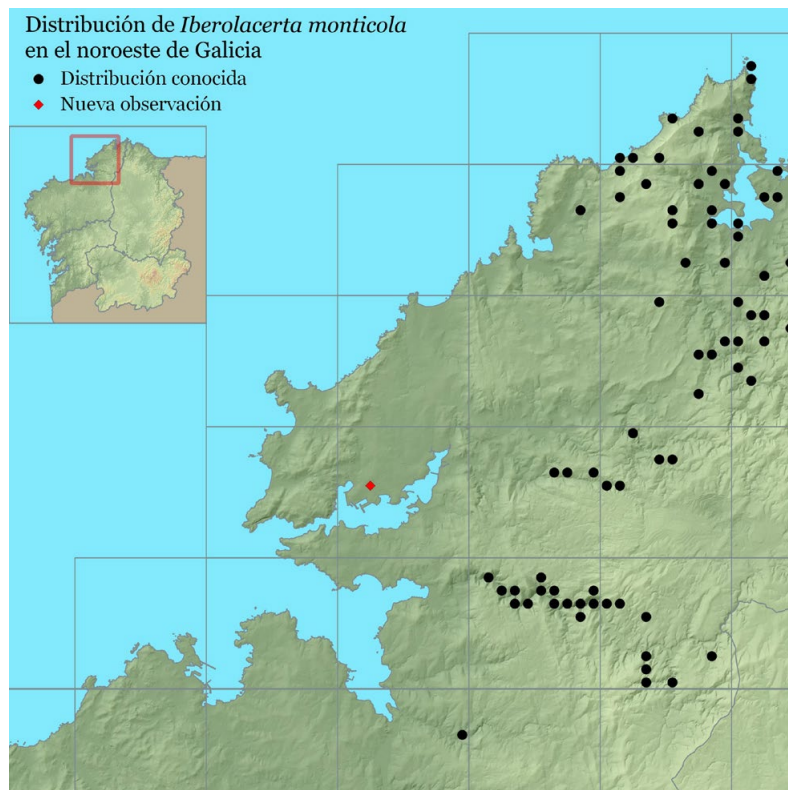 Distribución de Iberolacerta monticola
en el noroeste de Galicia
Distribución conocida
Nueva observación